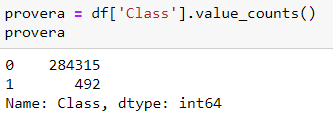 provera = df['Class'].value_counts()
provera
0    284315
1       492
Name: Class, dtype: int64